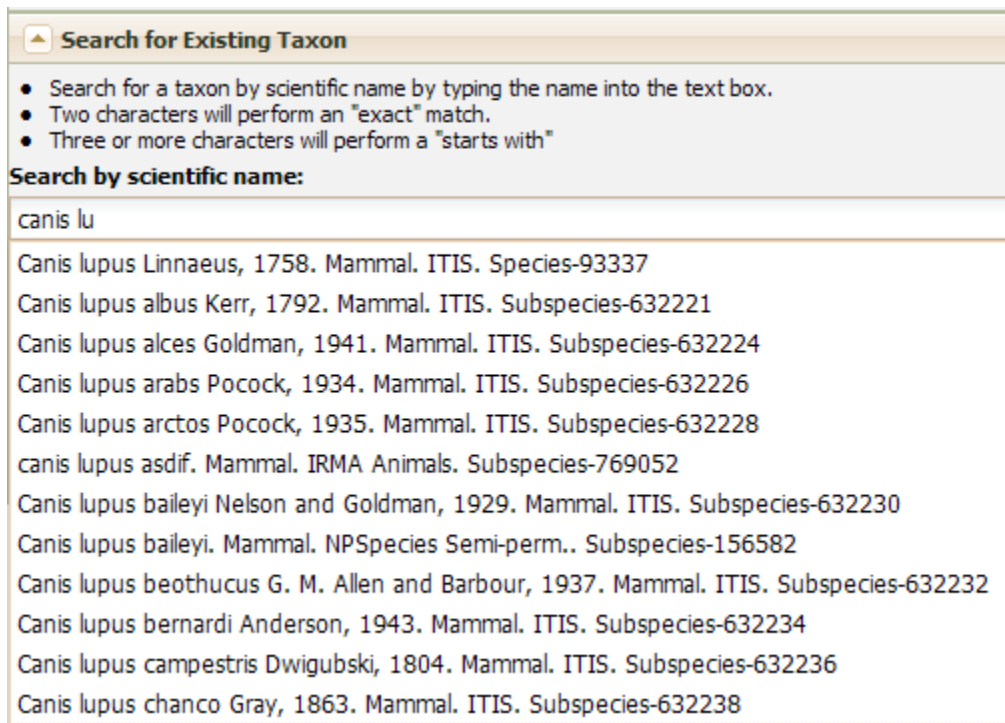 Search for Existing Taxon
● Search for a taxon by scientific name by typing the name into the text box.
● Two characters will perform an "exact" match.
● Three or more characters will perform a "starts with"
Search by scientific name:
canis lu
Canis lupus Linnaeus, 1758. Mammal. ITIS. Species-93337
Canis lupus albus Kerr, 1792. Mammal. ITIS. Subspecies-632221
Canis lupus alces Goldman, 1941. Mammal. ITIS. Subspecies-632224
Canis lupus arabs Pocock, 1934. Mammal. ITIS. Subspecies-632226
Canis lupus arctos Pocock, 1935. Mammal. ITIS. Subspecies-632228
canis lupus asdif. Mammal. IRMA Animals. Subspecies-769052
Canis lupus baileyi Nelson and Goldman, 1929. Mammal. ITIS. Subspecies-632230
Canis lupus baileyi. Mammal. NPSpecies Semi-perm.. Subspecies-156582
Canis lupus beothucus G. M. Allen and Barbour, 1937. Mammal. ITIS. Subspecies-632232
Canis lupus bernardi Anderson, 1943. Mammal. ITIS. Subspecies-632234
Canis lupus campestris Dwigubski, 1804. Mammal. ITIS. Subspecies-632236
Canis lupus chanco Gray, 1863. Mammal. ITIS. Subspecies-632238